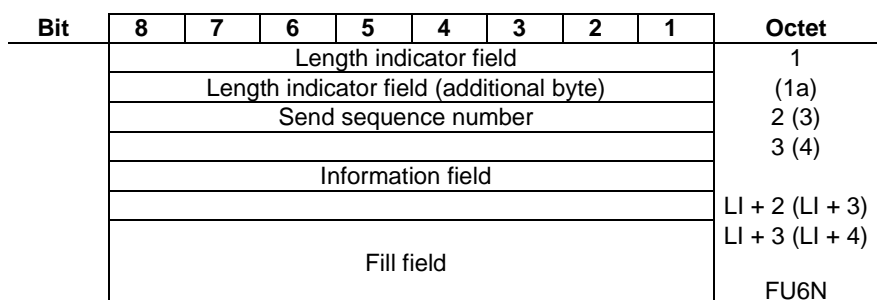 Bit 8 7 6 5 4 3 2 1 Octet
Length indicator field 1
Length indicator field (additional byte) (1a)
Send sequence number 2 (3)
3 (4)
Information field
LI + 2 (LI + 3)
LI + 3 (LI + 4)
Fill field
FU6N